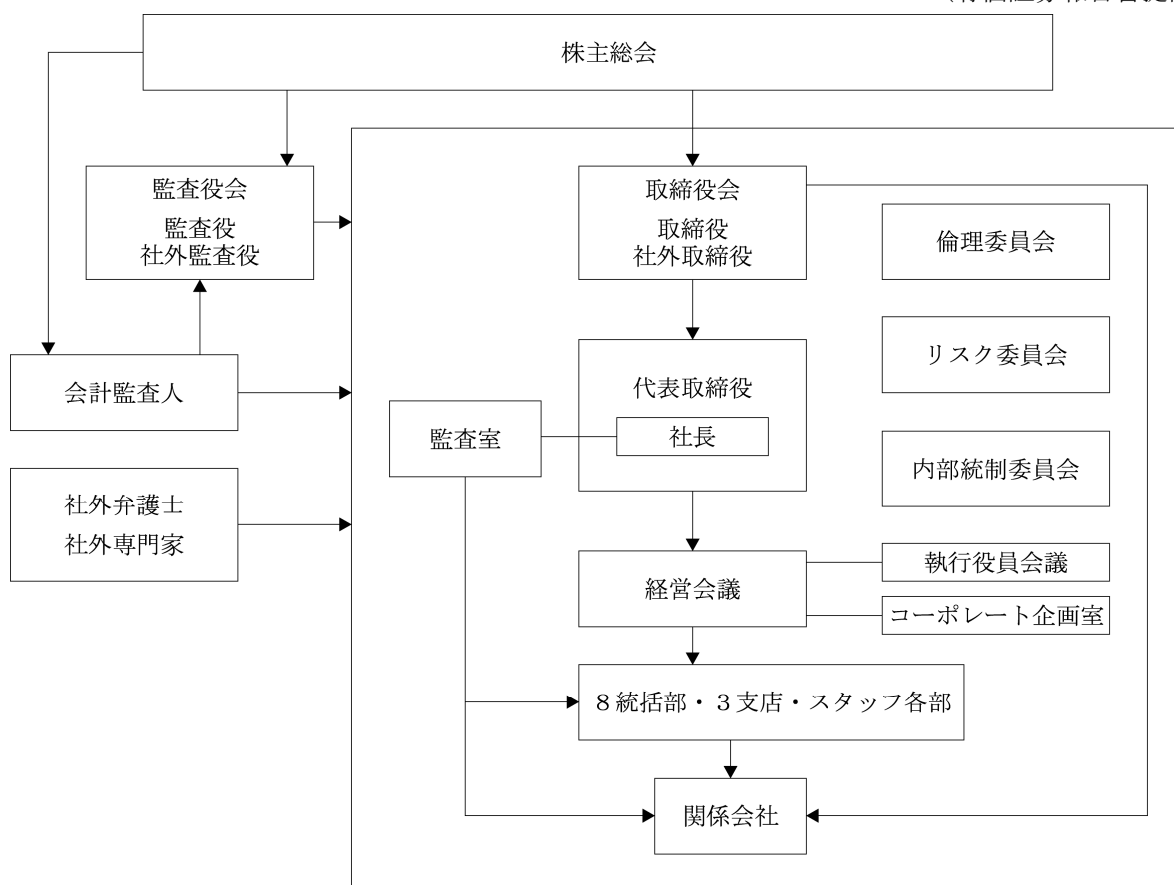 株主総会
監査役会
監査役
社外監査役
取締役会
取締役
社外取締役
倫理委員会
会計監査人
代表取締役
社長
リスク委員会
監査室
内部統制委員会
社外弁護士
社外専門家
経営会議
執行役員会議
コーポレート企画室
8統括部・3支店・スタッフ各部
関係会社